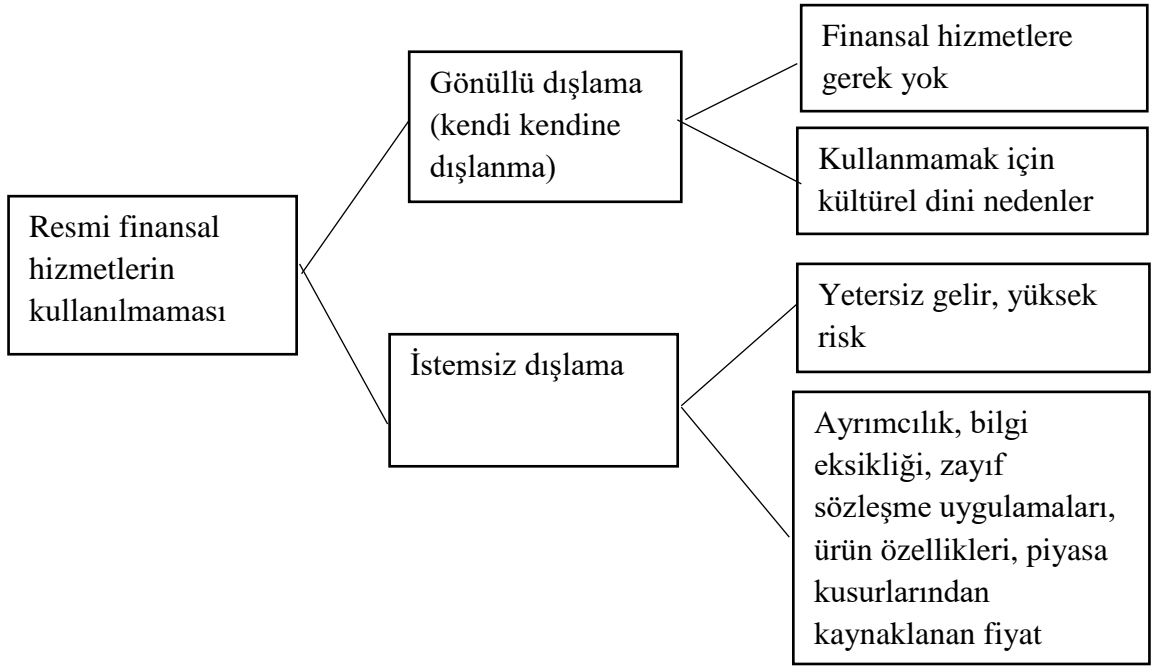 Resmi finansal
hizmetlerin
kullanılmaması
Gönüllü dışlama
(kendi kendine
dışlanma)
Finansal hizmetlere
gerek yok
Kullanmamak için
kültürel dini nedenler
İstemsiz dışlama
Yetersiz gelir, yüksek
risk
Ayrımcılık, bilgi
eksikliği, zayıf
sözleşme uygulamaları,
ürün özellikleri, piyasa
kusurlarından
kaynaklanan fiyat